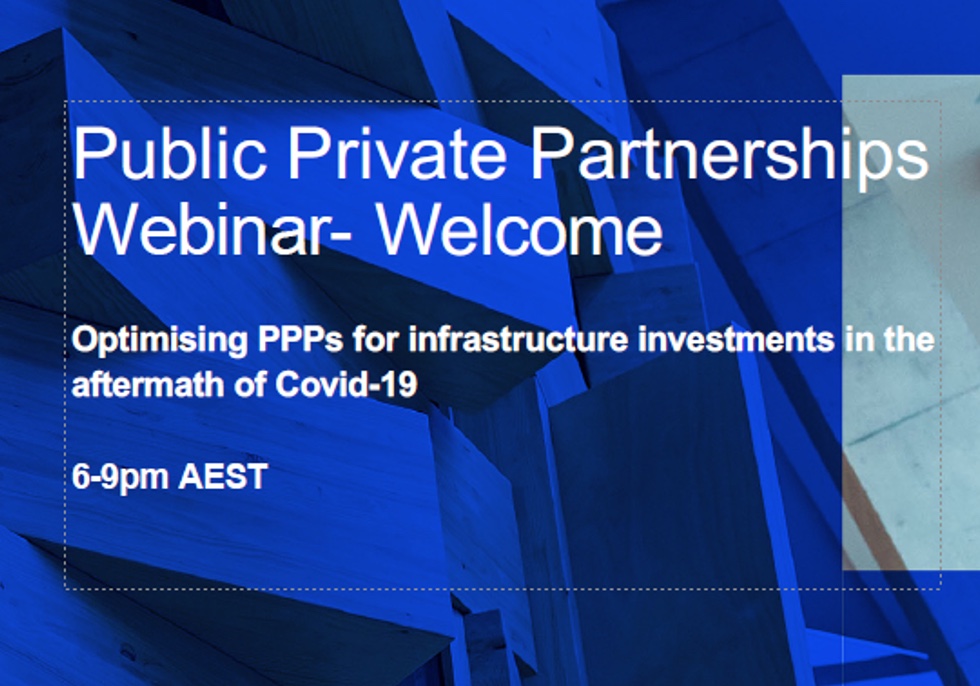 Public Private Partnerships
Webinar- Welcome
Optimising PPPs for infrastructure investments in the
aftermath of Covid-19
6-9pm AEST